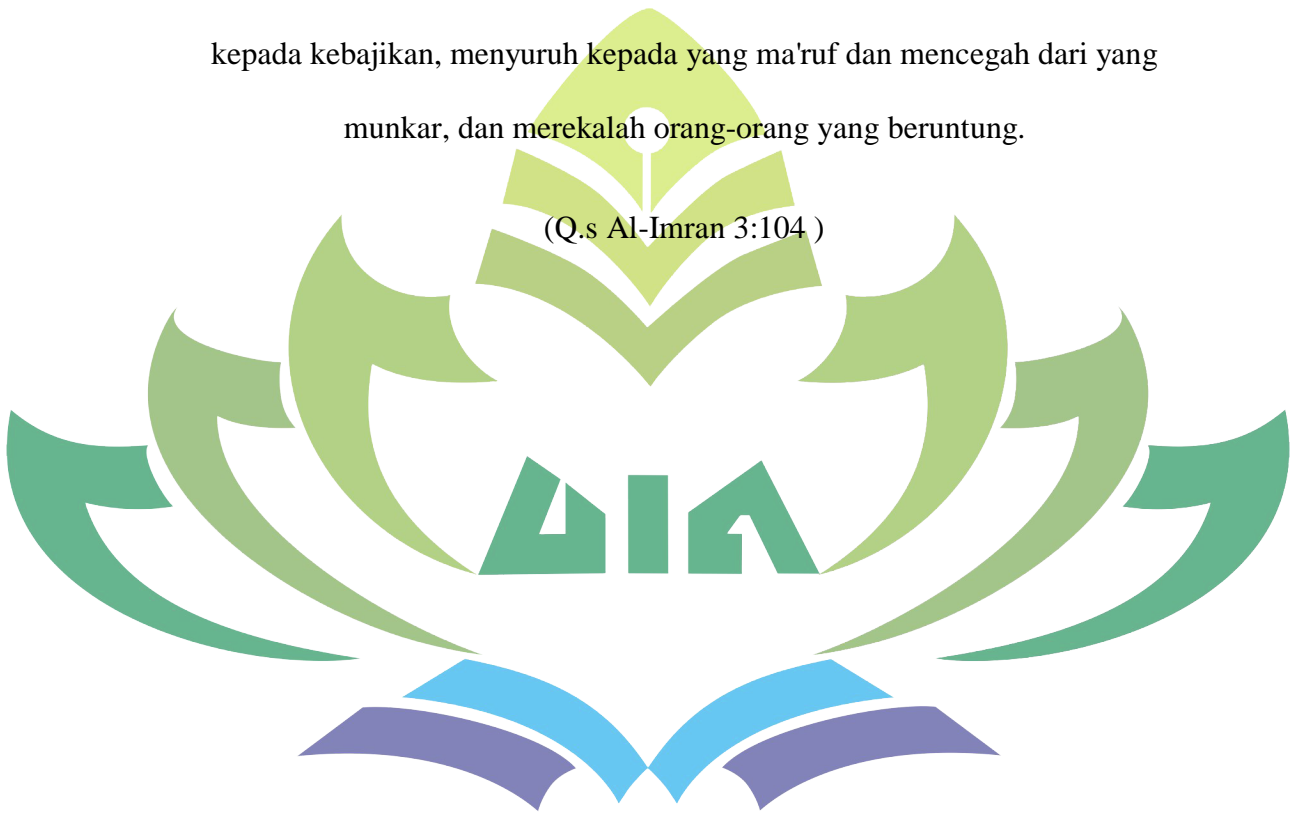 kepada kebajikan, menyuruh kepada yang ma'ruf dan mencegah dari yang
munkar, dan merekalah orang-orang yang beruntung.
(Q.s Al-Imran 3:104 )